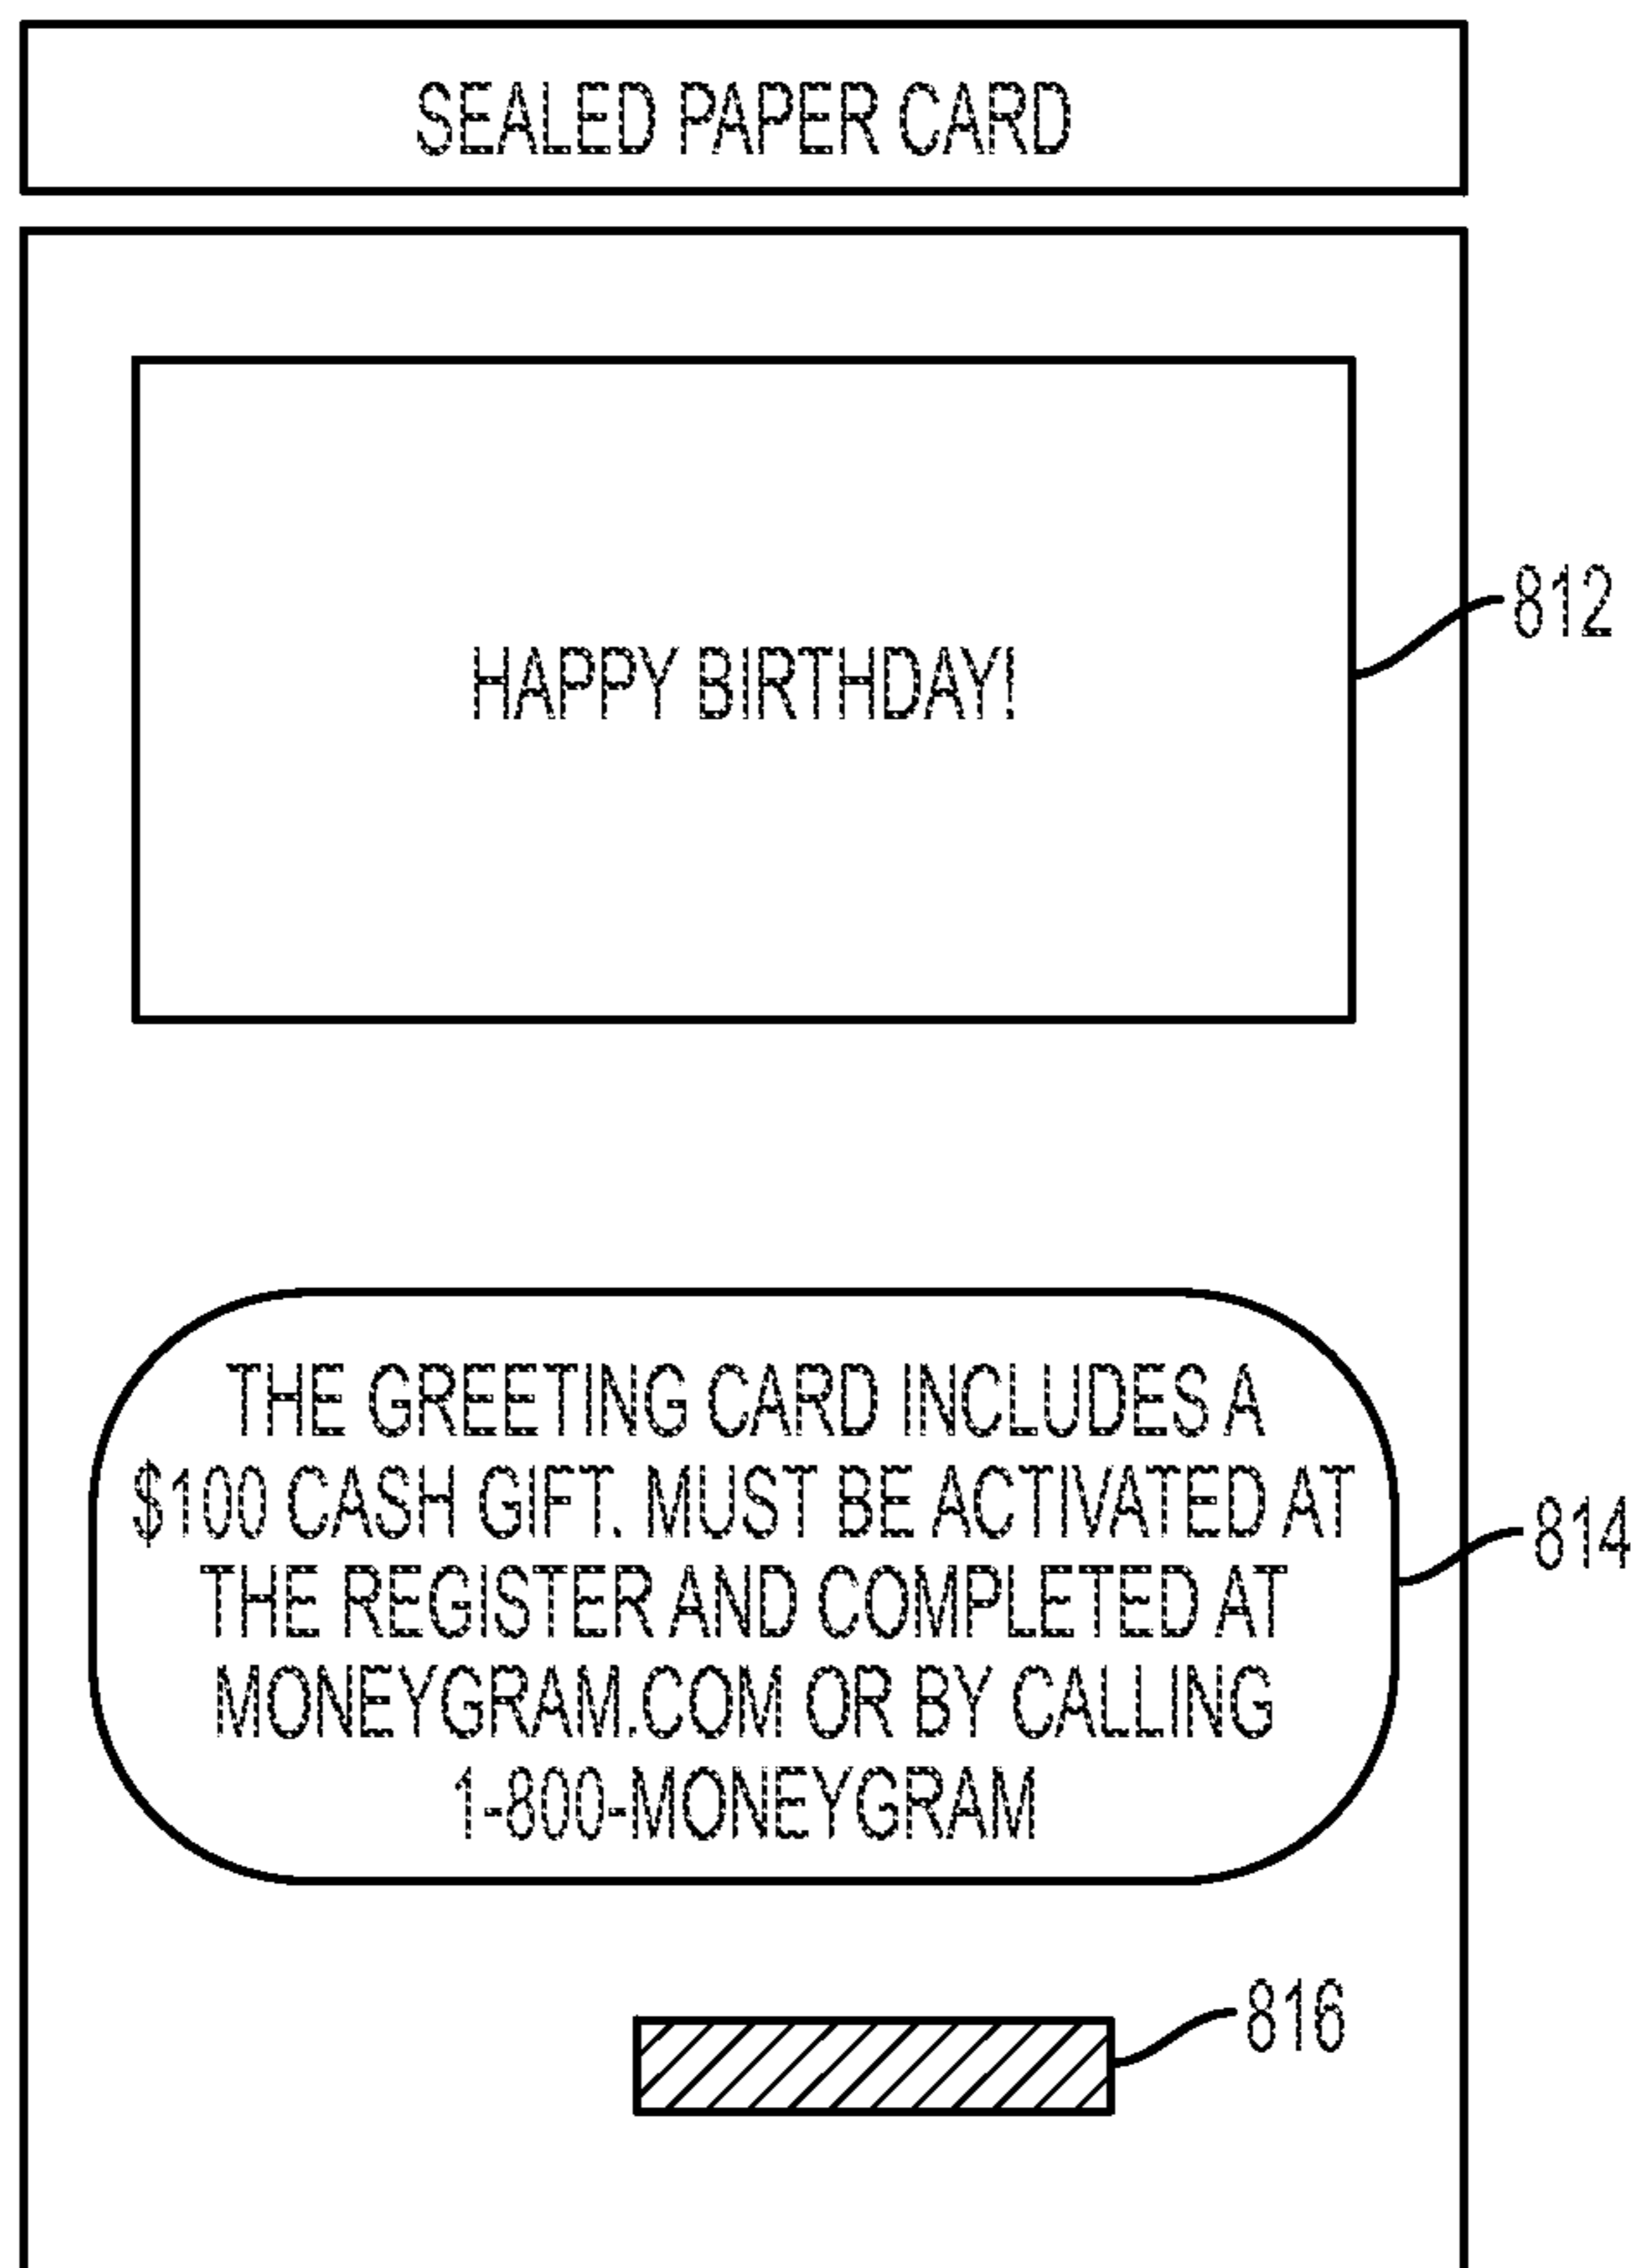 SEALED PAPER CARD
HAPPY BIRTHDAY!
812
THE GREETING CARD INCLUDES A
$100 CASH GIFT. MUST BE ACTIVATED AT
THE REGISTER AND COMPLETED AT
MONEYGRAM.COM OR BY CALLING
1-800-MONEYGRAM
814
816